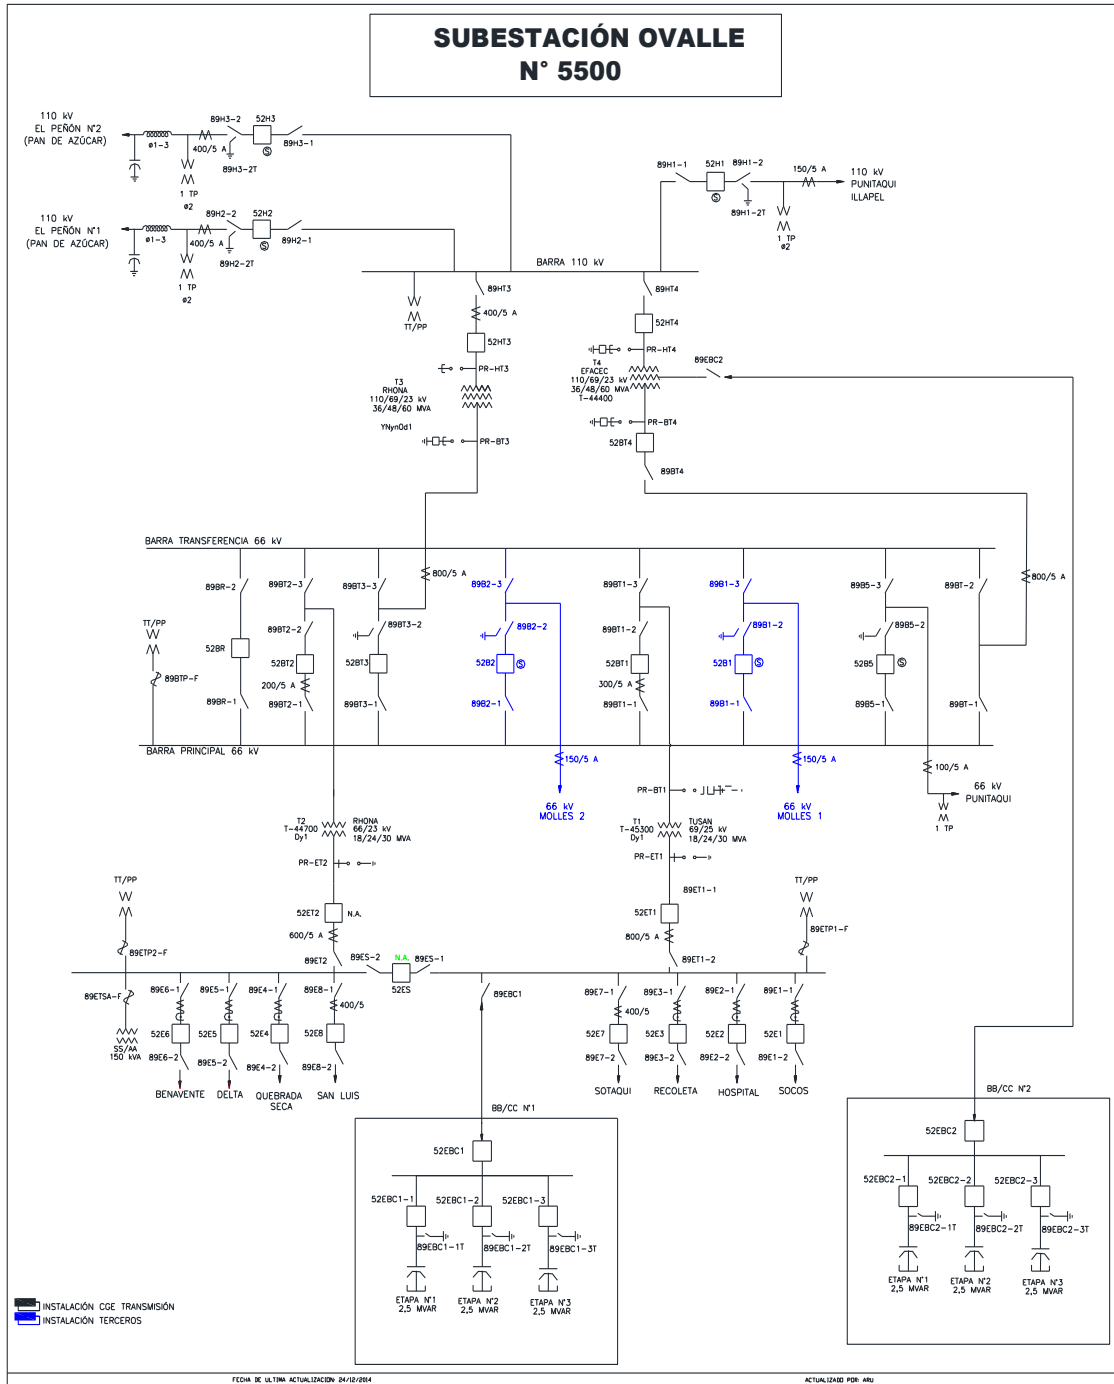 SUBESTACIÓN OVALLE
N° 5500
110 kV
EL PEÑÓN N°2
(PAN DE AZÚCAR)
ø1-3
400/5 A
89H3-2
52H3
89H3-1
89H3-2T
S
1 TP
ø2
110 kV
EL PEÑÓN N°1
(PAN DE AZÚCAR)
ø1-3
400/5 A
89H2-2
52H2
89H2-1
89H2-2T
S
1 TP
ø2
89H1-1
52H1
89H1-2
150/5 A
110 kV
PUNITAQUI
ILLAPEL
S
89H1-2T
1 TP
ø2
BARRA 110 kV
TT/PP
89HT3
400/5 A
52HT3
PR-HT3
T3
RHONA
110/69/23 kV
36/48/60 MVA
YNyn0d1
PR-BT3
89HT4
52HT4
PR-HT4
T4
EFACEC
110/69/23 kV
36/48/60 MVA
T-44400
89EBC2
PR-BT4
52BT4
89BT4
BARRA TRANSFERENCIA 66 kV
800/5 A
800/5 A
89BR-2
89BT2-3
89BT3-3
89B2-3
89BT1-3
89B1-3
89B5-3
89BT-2
TT/PP
89BTP-F
52BR
89BR-1
89BT2-2
52BT2
200/5 A
89BT2-1
89BT3-2
52BT3
89BT3-1
89B2-2
52B2
S
89B2-1
89BT1-2
52BT1
300/5 A
89BT1-1
89B1-2
52B1
S
89B1-1
89B5-2
52B5
S
89B5-1
89BT-1
BARRA PRINCIPAL 66 kV
150/5 A
66 kV
MOLLES 2
150/5 A
66 kV
MOLLES 1
100/5 A
66 kV
PUNITAQUI
1 TP
PR-BT1
T2
T-44700
Dy1
RHONA
66/23 kV
18/24/30 MVA
PR-ET2
T1
T-45300
Dy1
TUSAN
69/25 kV
18/24/30 MVA
PR-ET1
89ET1-1
TT/PP
89ETP2-F
52ET2
N.A.
600/5 A
89ET2
52ET1
800/5 A
89ET1-2
TT/PP
89ETP1-F
89ES-2
N.A.
89ES-1
52ES
89ETSA-F
SS/AA
150 kVA
89E6-1
52E6
89E6-2
BENAVENTE
89E5-1
52E5
89E5-2
DELTA
89E4-1
52E4
89E4-2
QUEBRADA
SECA
89E8-1
400/5
52E8
89E8-2
SAN LUIS
89EBC1
89E7-1
400/5
52E7
89E7-2
SOTAQUI
89E3-1
52E3
89E3-2
RECOLETA
89E2-1
52E2
89E2-2
HOSPITAL
89E1-1
52E1
89E1-2
SOCOS
BB/CC N°1
52EBC1
52EBC1-1
52EBC1-2
52EBC1-3
89EBC1-1T
89EBC1-2T
89EBC1-3T
ETAPA N°1
2,5 MVAR
ETAPA N°2
2,5 MVAR
ETAPA N°3
2,5 MVAR
BB/CC N°2
52EBC2
52EBC2-1
52EBC2-2
52EBC2-3
89EBC2-1T
89EBC2-2T
89EBC2-3T
ETAPA N°1
2,5 MVAR
ETAPA N°2
2,5 MVAR
ETAPA N°3
2,5 MVAR
INSTALACIÓN CGE TRANSMISIÓN
INSTALACIÓN TERCEROS
FECHA DE ULTIMA ACTUALIZACION: 24/12/2014
ACTUALIZADO POR: ARU